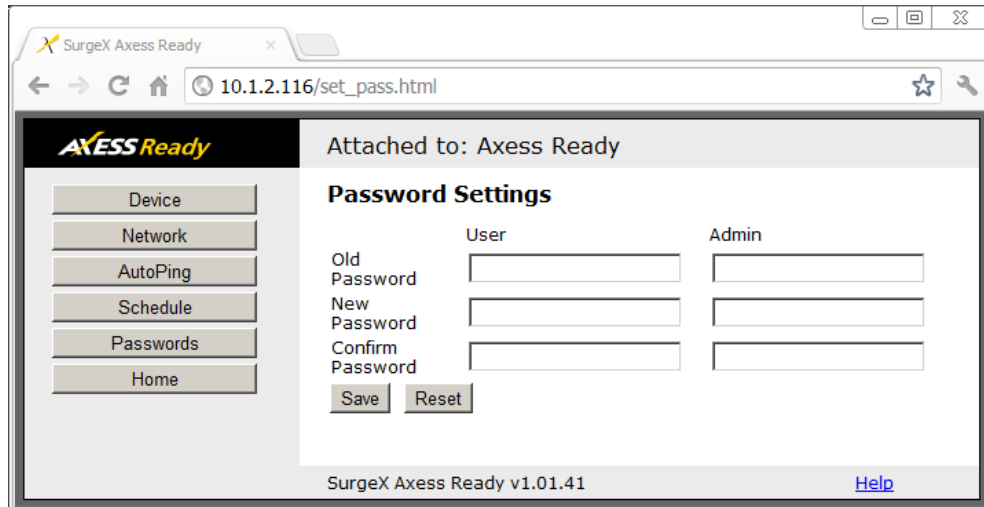 SurgeX Axess Ready
10.1.2.116/set_pass.html
AXESS Ready
Attached to: Axess Ready
Device
Network
AutoPing
Schedule
Passwords
Home
Password Settings
User Admin
Old
Password
New
Password
Confirm
Password
Save Reset
SurgeX Axess Ready v1.01.41 Help